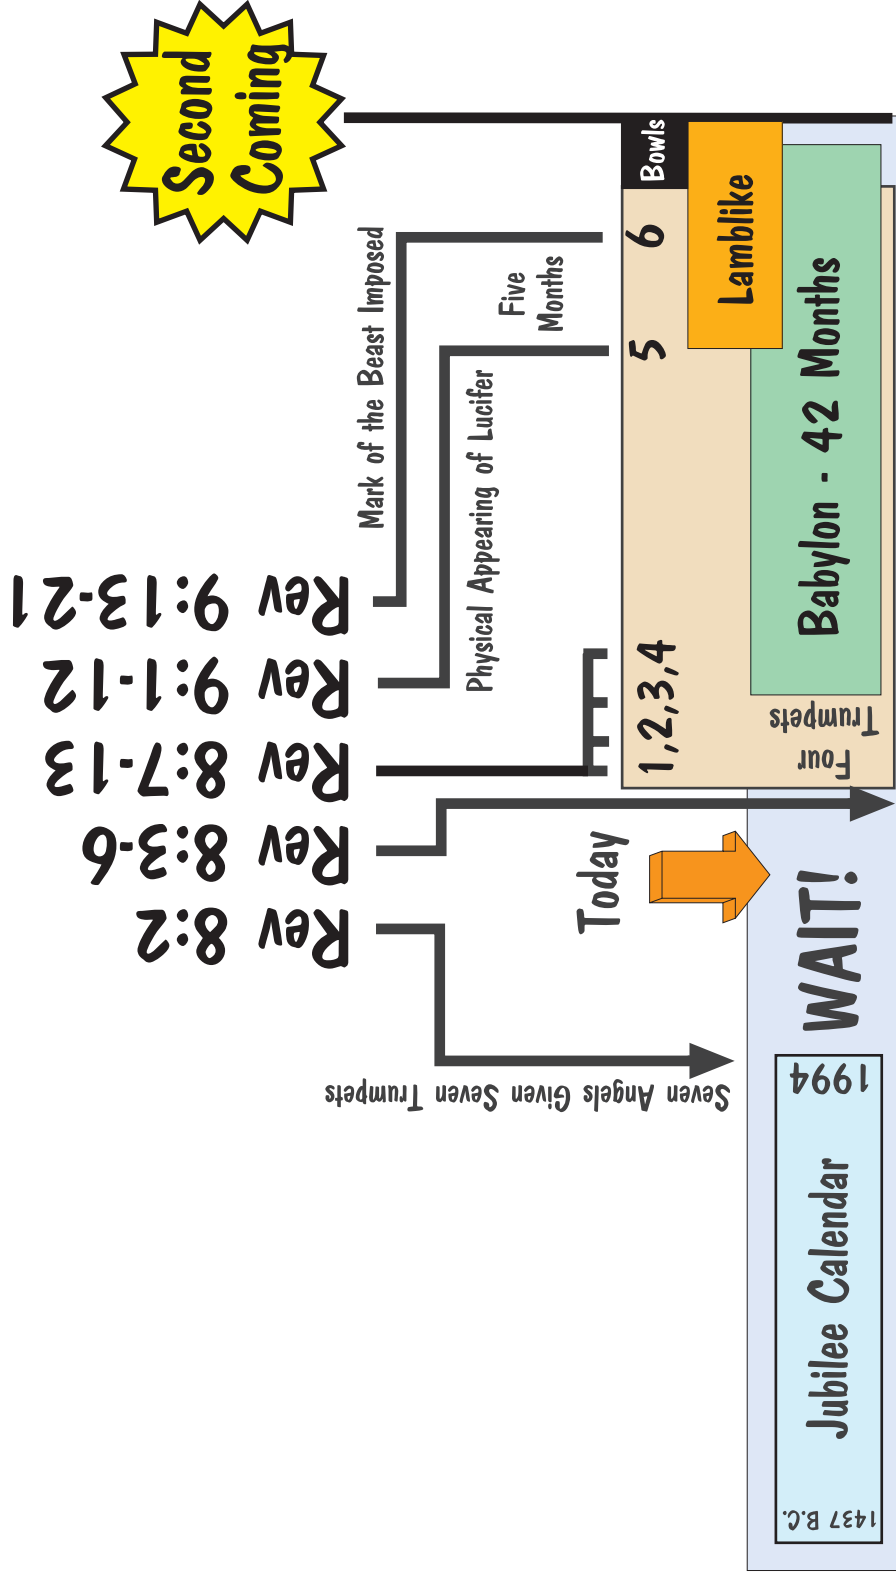 Second
Coming
Rev 8:2
Rev 8:3-6
Rev 8:7-13
Rev 9:1-12
Rev 9:13-21
Mark of the Beast Imposed
Physical Appearing of Lucifer
Five
Months
Seven Angels Given Seven Trumpets
Today
1,2,3,4
5
6
Bowls
Lamblike
Babylon - 42 Months
Four
Trumpets
WAIT!
1437 B.C.
Jubilee Calendar
1994